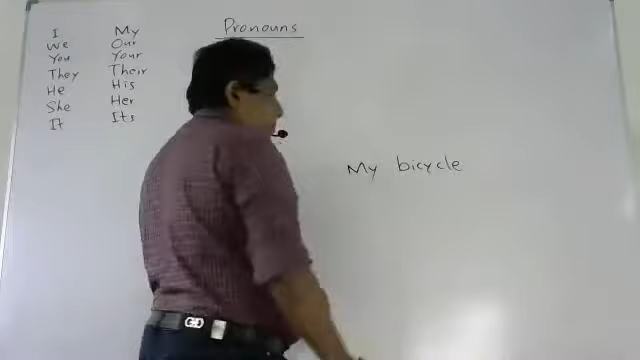 Pronouns
I My
We Our
You Your
They Their
He His
She Her
It Its
My bicycle